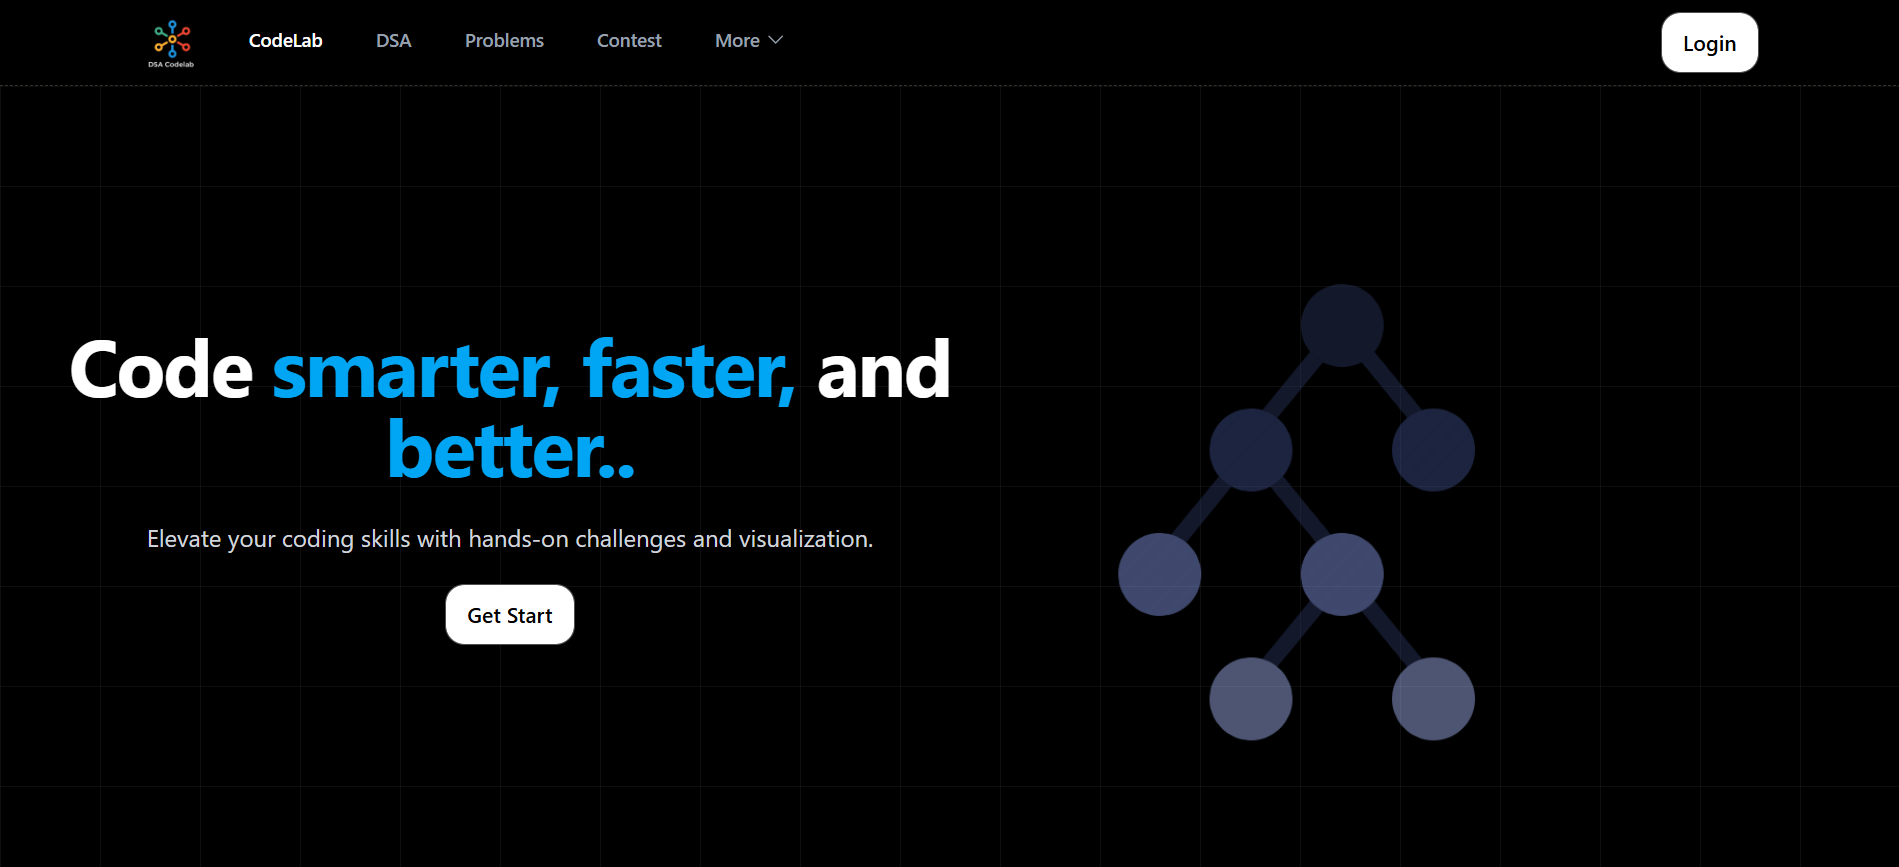 DSA Codelab
CodeLab DSA Problems Contest More
Login
Code smarter, faster, and
better..
Elevate your coding skills with hands-on challenges and visualization.
Get Start